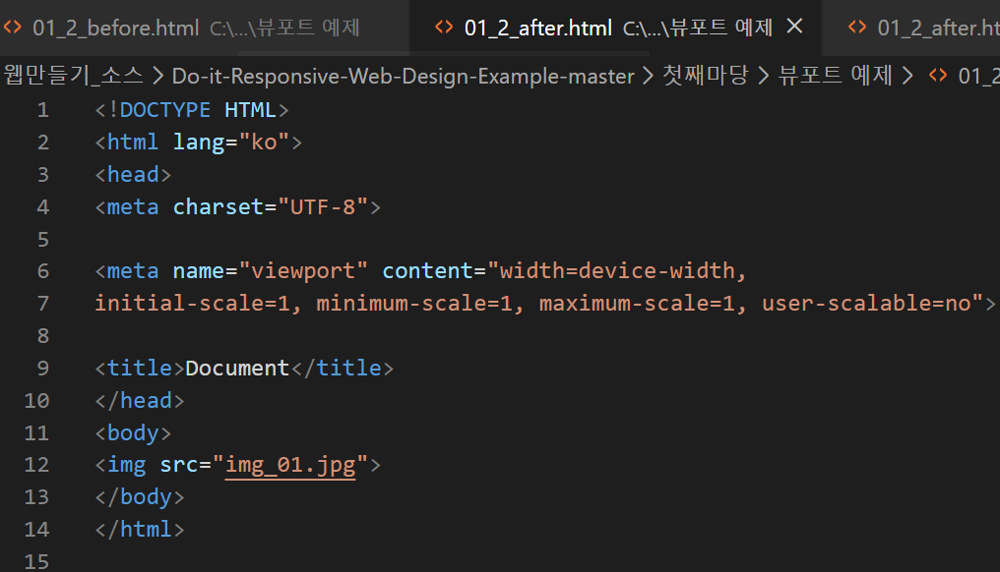 <> 01_2_before.html C:\...\뷰포트 예제 <> 01_2_after.html C:\...\뷰포트 예제 × <> 01_2_after.ht
웹만들기_소스 > Do-it-Responsive-Web-Design-Example-master > 첫째마당 > 뷰포트 예제 > <> 01_2
1 <!DOCTYPE HTML>
2 <html lang="ko">
3 <head>
4 <meta charset="UTF-8">
5
6 <meta name="viewport" content="width=device-width,
7 initial-scale=1, minimum-scale=1, maximum-scale=1, user-scalable=no">
8
9 <title>Document</title>
10 </head>
11 <body>
12 <img src="img_01.jpg">
13 </body>
14 </html>
15